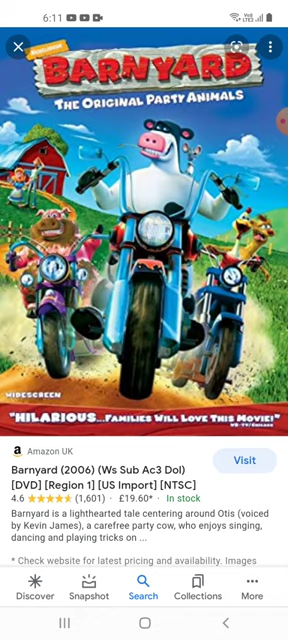 6:11
VoD
LTE1
NICKELODEON
BARNYARD
THE ORIGINAL PARTY ANIMALS
WIDESCREEN
"HILARIOUS...FAMILIES WILL LOVE THIS MOVIE!"
a Amazon UK
Barnyard (2006) (Ws Sub Ac3 Dol)
[DVD] [Region 1] [US Import] [NTSC]
Visit
4.6 (1,601) · £19.60* · In stock
Barnyard is a lighthearted tale centering around Otis (voiced
by Kevin James), a carefree party cow, who enjoys singing,
dancing and playing tricks on ...
* Check website for latest pricing and availability. Images
Discover Snapshot Search Collections More